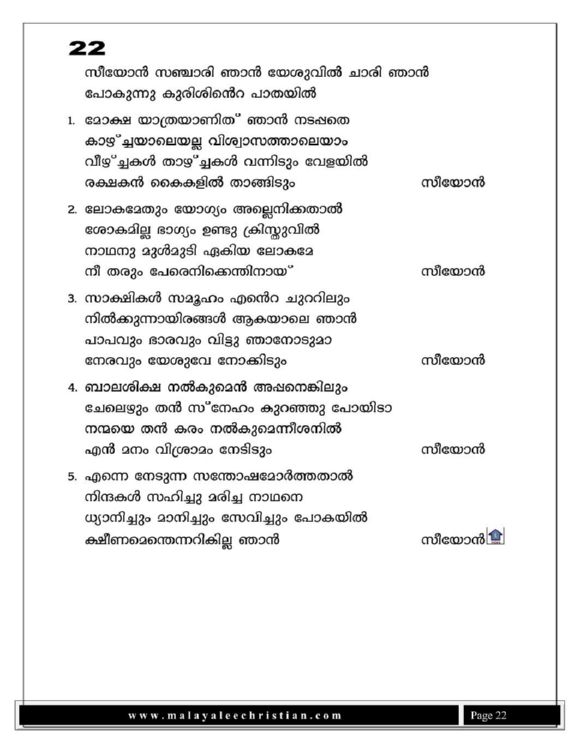 22
സീയോൻ സഞ്ചാരി ഞാൻ യേശുവിൽ ചാരി ഞാൻ
പോകുന്നു കുരിശിൻെറ പാതയിൽ
1. മോക്ഷ യാത്രയാണിത് ഞാൻ നടപ്പതെ
കാഴ്ച്ചയാലെയല്ല വിശ്വാസത്താലെയാം
വീഴ്ച്ചകൾ താഴ്ച്ചകൾ വന്നിടും വേളയിൽ
രക്ഷകൻ കൈകളിൽ താങ്ങിടും സീയോൻ
2. ലോകമേതും യോഗ്യം അല്ലെനിക്കതാൽ
ശോകമില്ല ഭാഗ്യം ഉണ്ടു ക്രിസ്തുവിൽ
നാഥനു മുൾമുടി ഏകിയ ലോകമേ
നീ തരും പേരെനിക്കെന്തിനായ് സീയോൻ
3. സാക്ഷികൾ സമൂഹം എൻെറ ചുററിലും
നിൽക്കുന്നായിരങ്ങൾ ആകയാലെ ഞാൻ
പാപവും ഭാരവും വിട്ടു ഞാനോടുമാ
നേരവും യേശുവേ നോക്കിടും സീയോൻ
4. ബാലശിക്ഷ നൽകുമെൻ അപ്പനെങ്കിലും
ചേലെഴും തൻ സ്നേഹം കുറഞ്ഞു പോയിടാ
നന്മയെ തൻ കരം നൽകുമെന്നീശനിൽ
എൻ മനം വിശ്രാമം നേടിടും സീയോൻ
5. എന്നെ നേടുന്ന സന്തോഷമോർത്തതാൽ
നിന്ദകൾ സഹിച്ചു മരിച്ച നാഥനെ
ധ്യാനിച്ചും മാനിച്ചും സേവിച്ചും പോകയിൽ
ക്ഷീണമെന്തെന്നറികില്ല ഞാൻ സീയോൻ
www.malayaleechristian.com Page 22